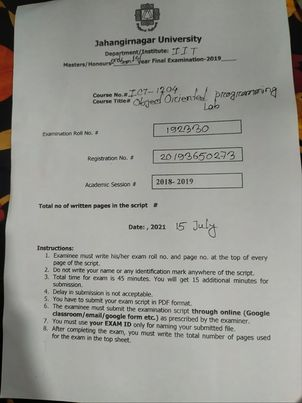 Jahangirnagar University
Department/Institute: IIT
Masters/Honours Year Final Examination-2019
Course No.# ICT-1204
Course Title# Object Oriented programming
Lab
Examination Roll No. # 192330
Registration No. # 20193650273
Academic Session # 2018- 2019
Total no of written pages in the script #
Date: , 2021 15 July
Instructions:
1. Examinee must write his/her exam roll no. and page no. at the top of every
page of the script.
2. Do not write your name or any identification mark anywhere of the script.
3. Total time for exam is 45 minutes. You will get 15 additional minutes for
submission.
4. Delay in submission is not acceptable.
5. You have to submit your exam script in PDF format.
6. The examinee must submit the examination script through online (Google
classroom/email/google form etc.) as prescribed by the examiner.
7. You must use your EXAM ID only for naming your submitted file.
8. After completing the exam, you must write the total number of pages used
for the exam in the top sheet.